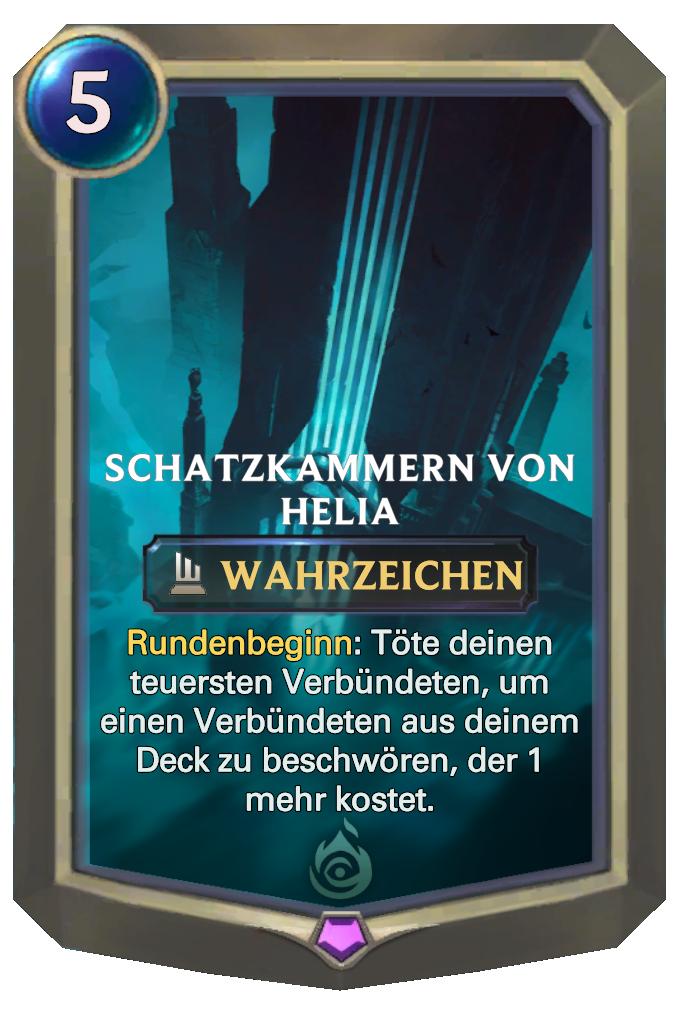 5
SCHATZKAMMERN VON
HELIA
WAHRZEICHEN
Rundenbeginn: Töte deinen
teuersten Verbündeten, um
einen Verbündeten aus deinem
Deck zu beschwören, der 1
mehr kostet.